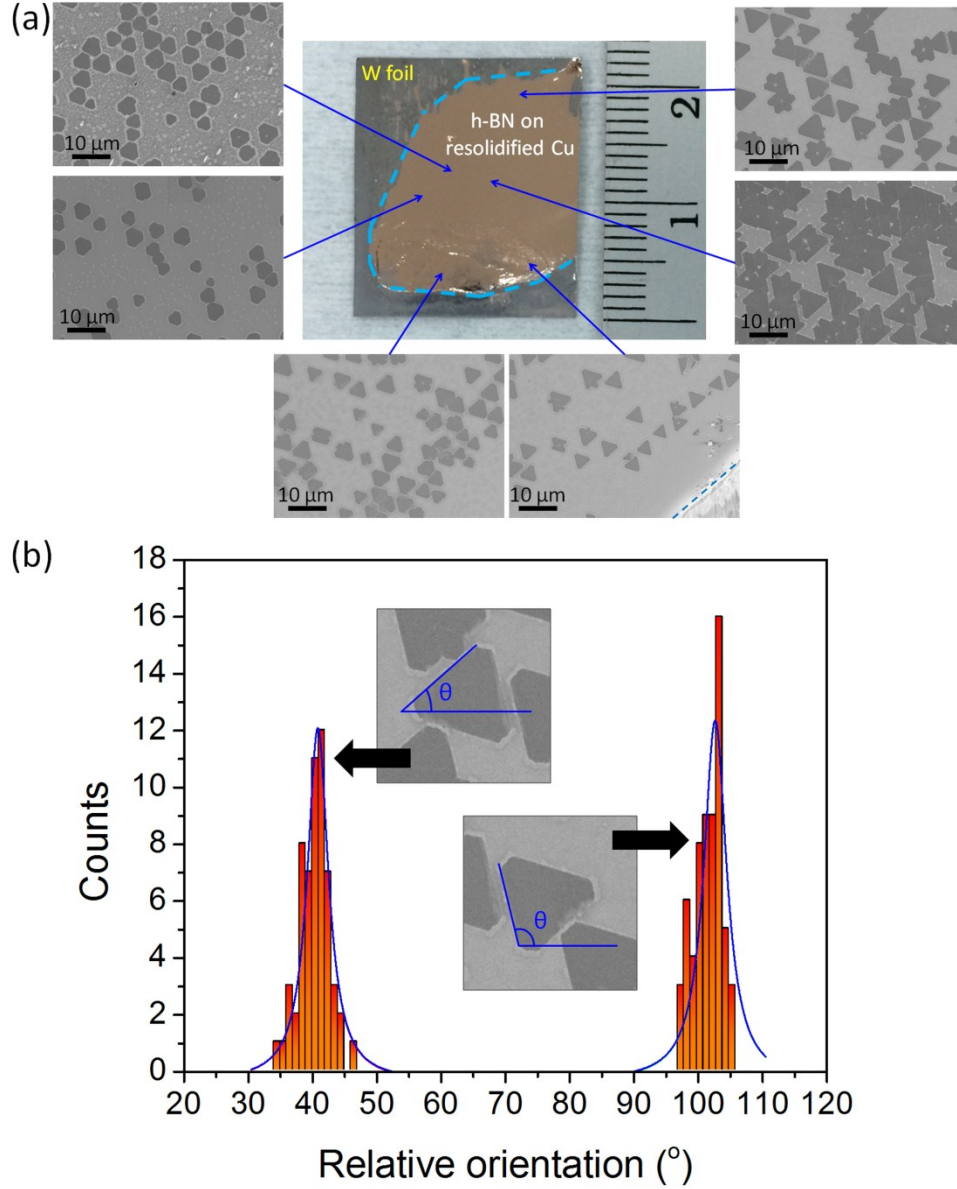 (a)
W foil
h-BN on
resolidified Cu
2
1
10 μm
10 μm
10 μm
10 μm
10 μm
10 μm
(b)
18
16
14
12
10
8
6
4
2
0
Counts
θ
θ
20 30 40 50 60 70 80 90 100 110 120
Relative orientation (°)